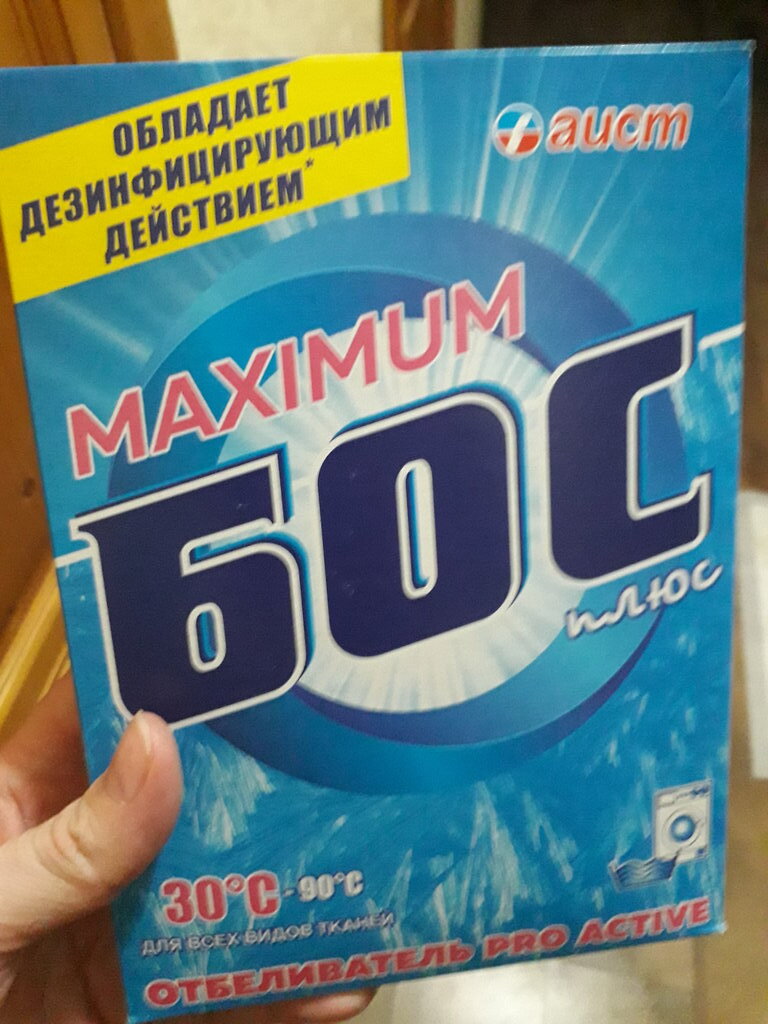 ОБЛАДАЕТ
ДЕЗИНФИЦИРУЮЩИМ
ДЕЙСТВИЕМ*
аист
MAXIMUM
БОС
плюс
30°C - 90°C
ДЛЯ ВСЕХ ВИДОВ ТКАНЕЙ
ОТБЕЛИВАТЕЛЬ PRO ACTIVE